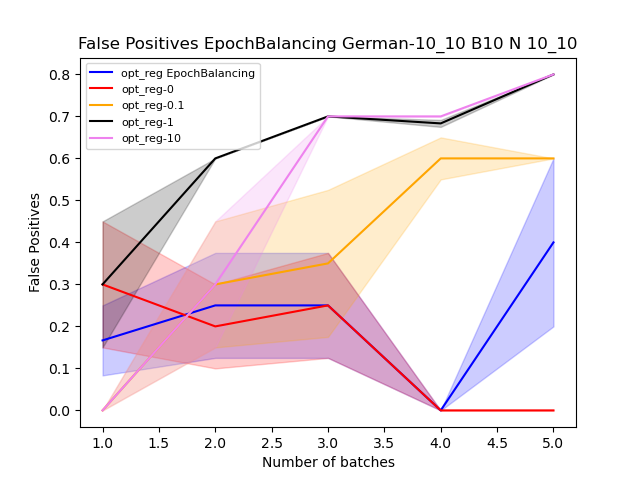 False Positives EpochBalancing German-10_10 B10 N 10_10
opt_reg EpochBalancing
opt_reg-0
opt_reg-0.1
opt_reg-1
opt_reg-10
0.8
0.7
0.6
0.5
0.4
0.3
0.2
0.1
0.0
False Positives
1.0 1.5 2.0 2.5 3.0 3.5 4.0 4.5 5.0
Number of batches